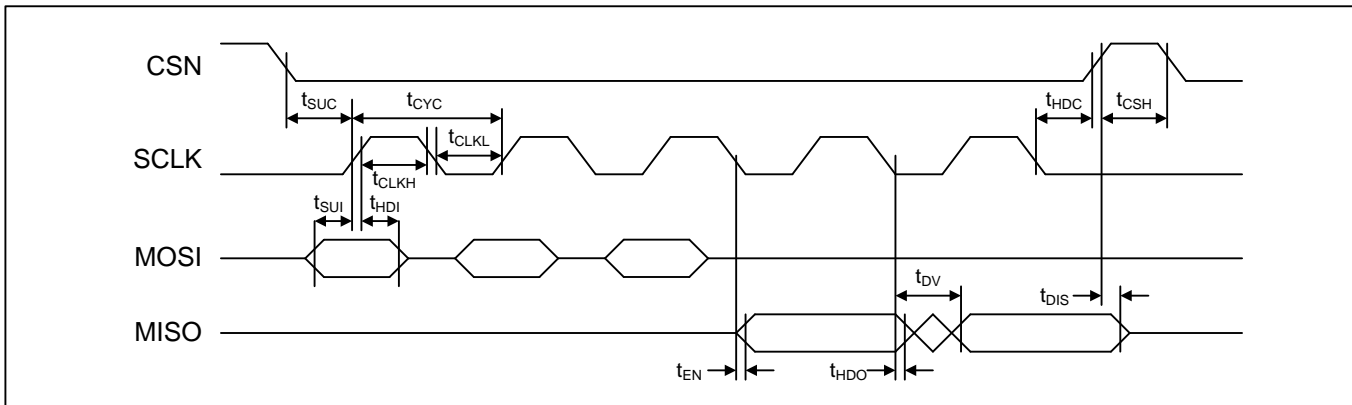 CSN
tSUC
tCYC
tHDC
tCSH
tCLKL
SCLK
tCLKH
tSUI
tHDI
MOSI
tDV
tDIS
MISO
tEN
tHDO